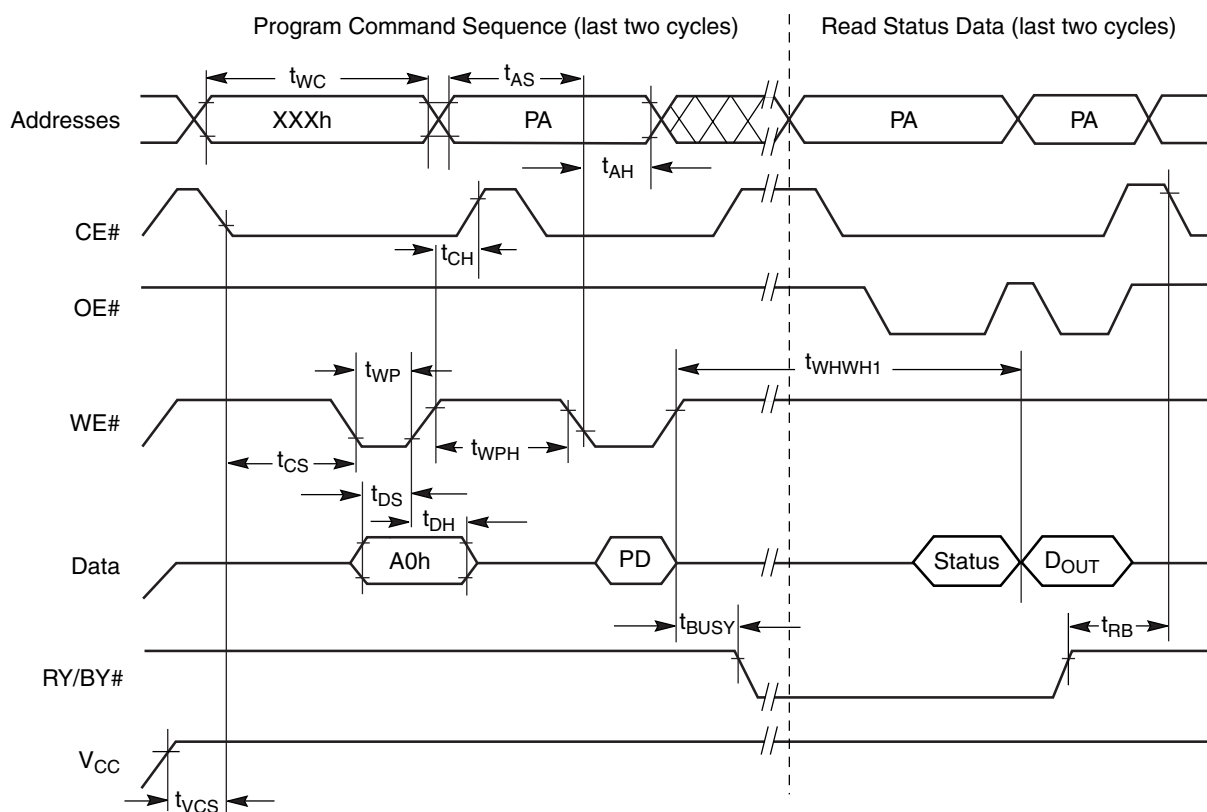 Program Command Sequence (last two cycles)
Read Status Data (last two cycles)
tWC
tAS
Addresses
XXXh
PA
PA
PA
tAH
CE#
tCH
OE#
tWP
tWHWH1
WE#
tWPH
tCS
tDS
tDH
Data
A0h
PD
Status
DOUT
tBUSY
tRB
RY/BY#
VCC
tVCS